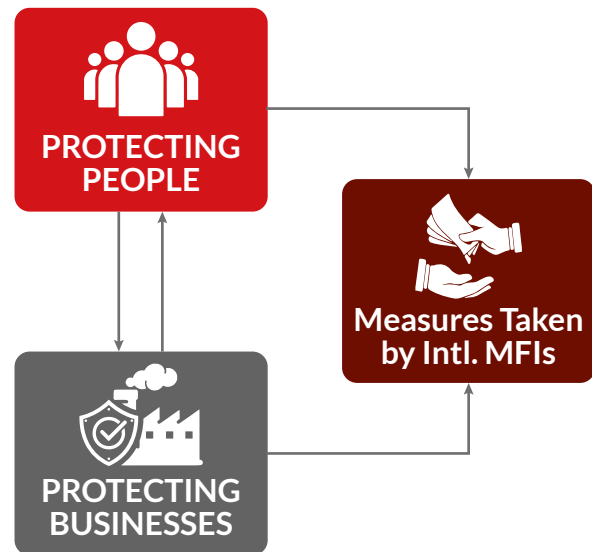 PROTECTING
PEOPLE
Measures Taken
by Intl. MFIs
PROTECTING
BUSINESSES